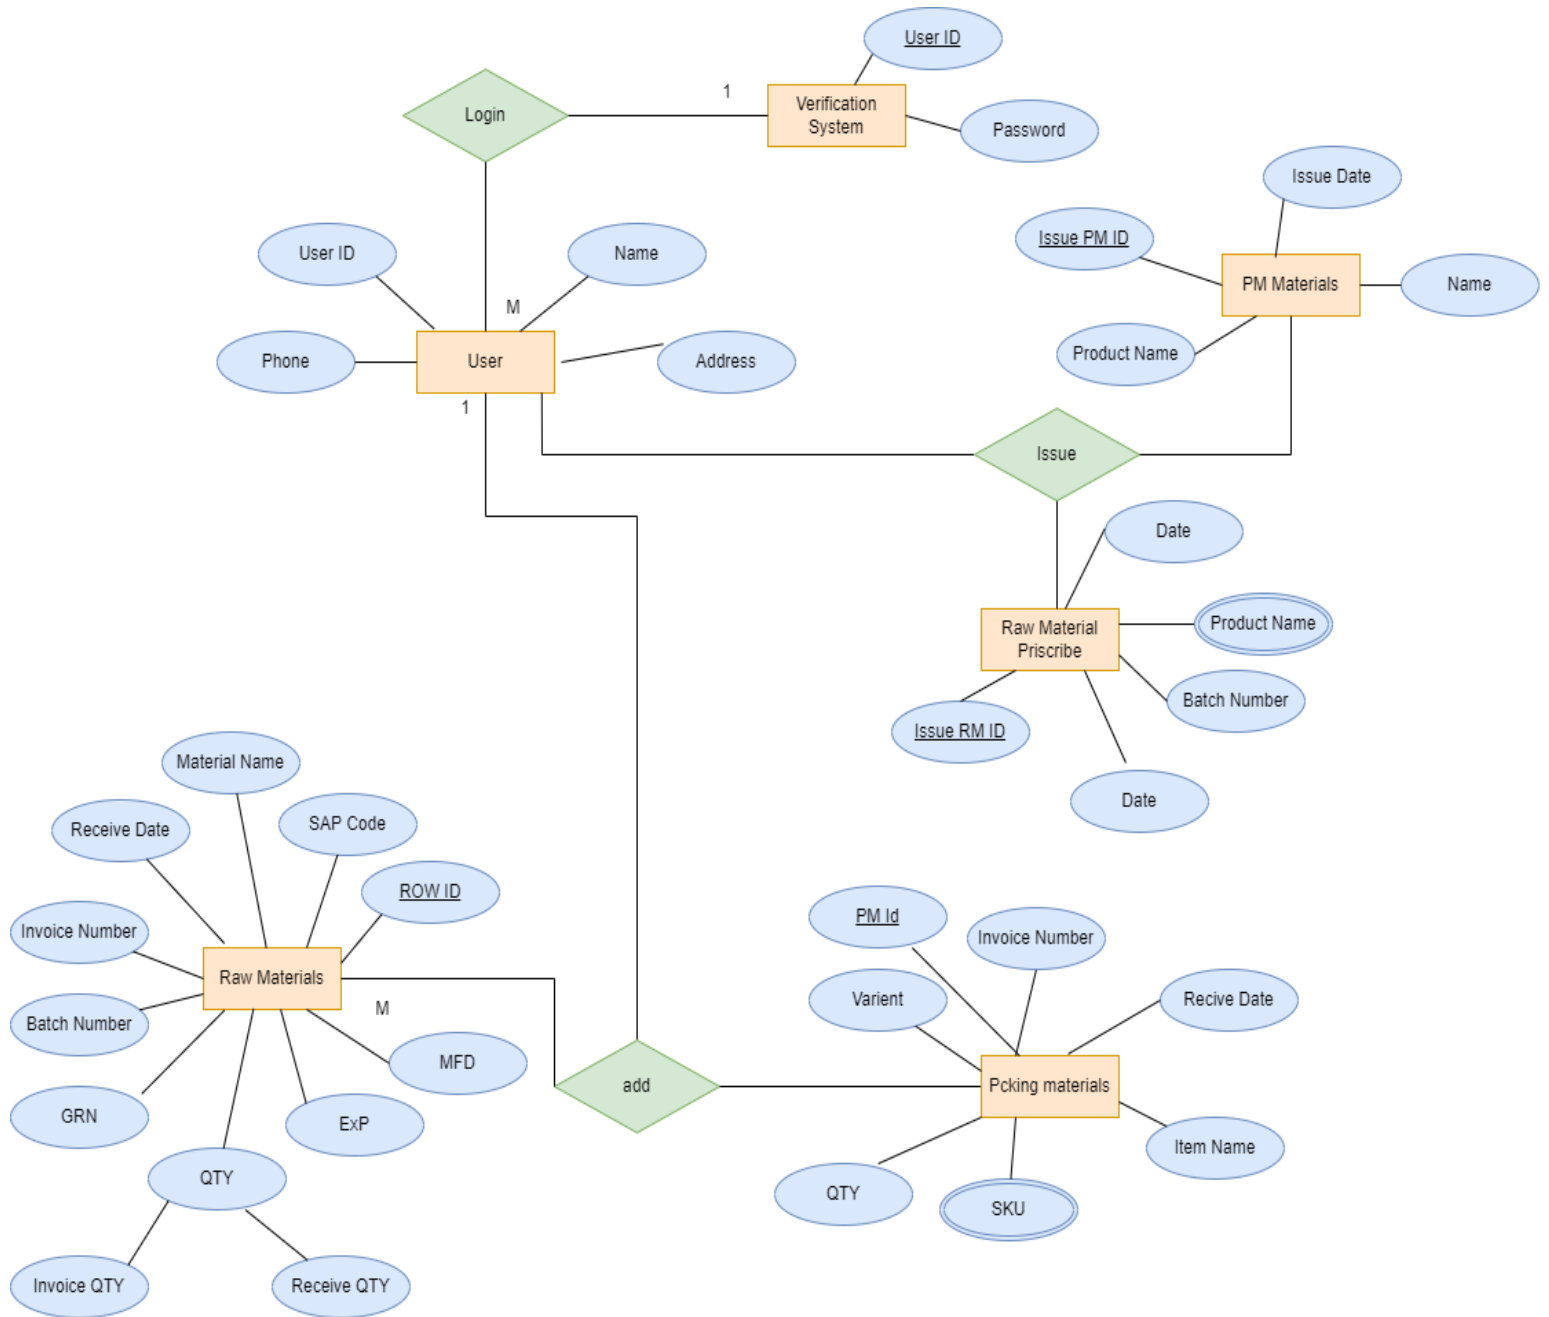 User ID
Login
1
Verification
System
Password
Issue Date
User ID
Name
Issue PM ID
PM Materials
Name
M
Phone
User
Address
Product Name
1
Issue
Date
Raw Material
Priscribe
Product Name
Batch Number
Issue RM ID
Date
Material Name
Receive Date
SAP Code
ROW ID
Invoice Number
Raw Materials
M
Batch Number
MFD
GRN
ExP
QTY
Invoice QTY
Receive QTY
add
PM Id
Invoice Number
Varient
Recive Date
Pcking materials
Item Name
QTY
SKU